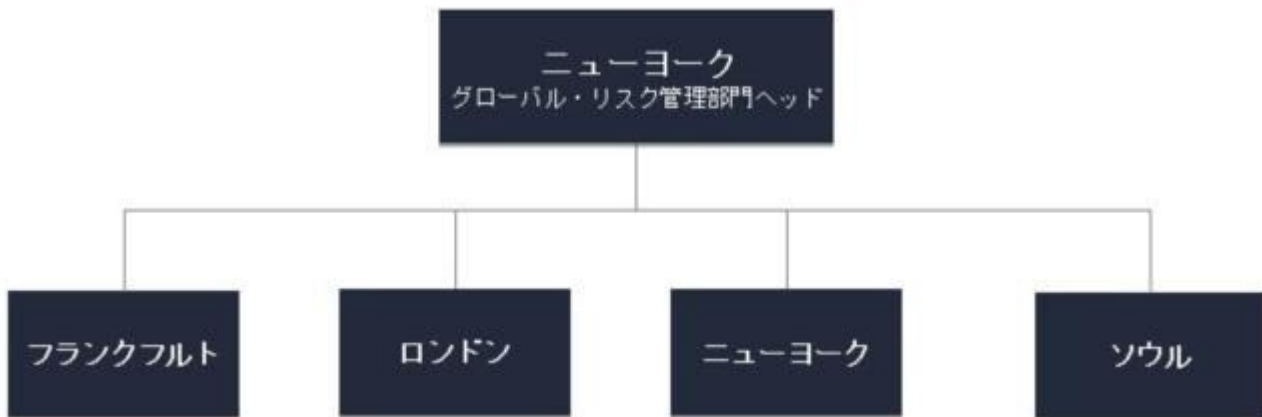 ニューヨーク
グローバル・リスク管理部門ヘッド
フランクフルト
ロンドン
ニューヨーク
ソウル